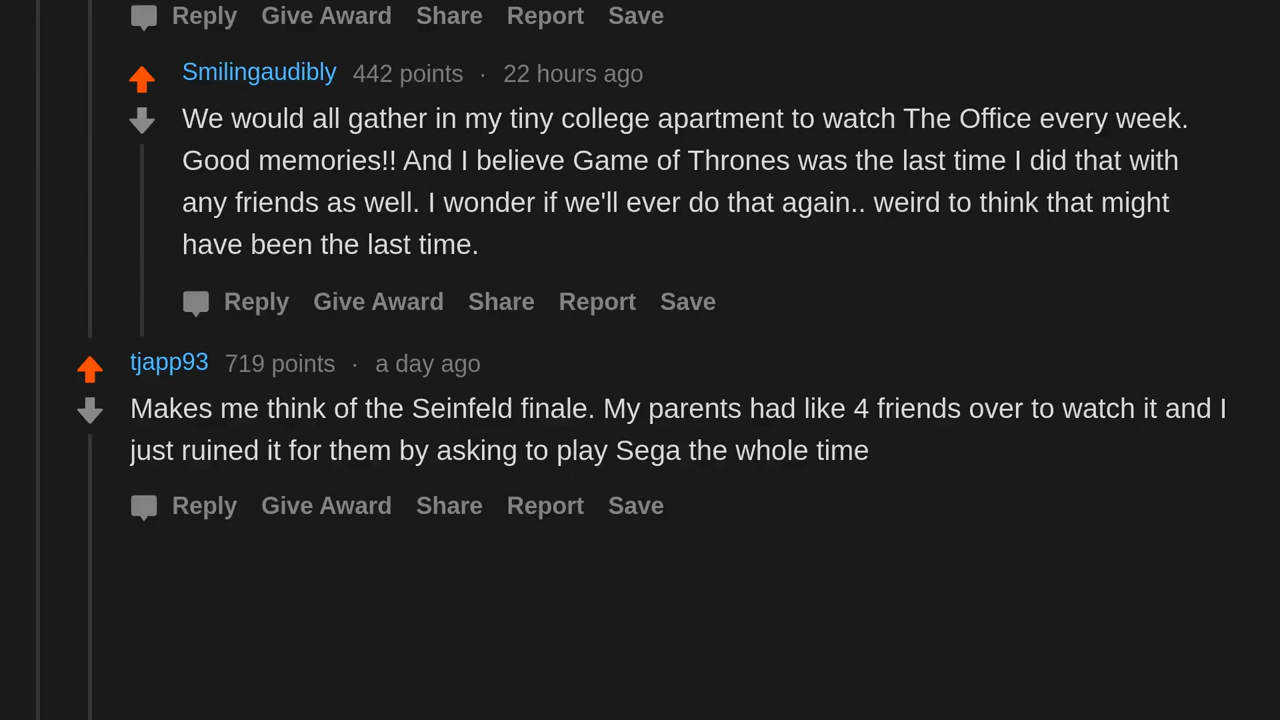 Reply Give Award Share Report Save
Smilingaudibly 442 points · 22 hours ago
We would all gather in my tiny college apartment to watch The Office every week.
Good memories!! And I believe Game of Thrones was the last time I did that with
any friends as well. I wonder if we'll ever do that again.. weird to think that might
have been the last time.
Reply Give Award Share Report Save
tjapp93 719 points · a day ago
Makes me think of the Seinfeld finale. My parents had like 4 friends over to watch it and I
just ruined it for them by asking to play Sega the whole time
Reply Give Award Share Report Save